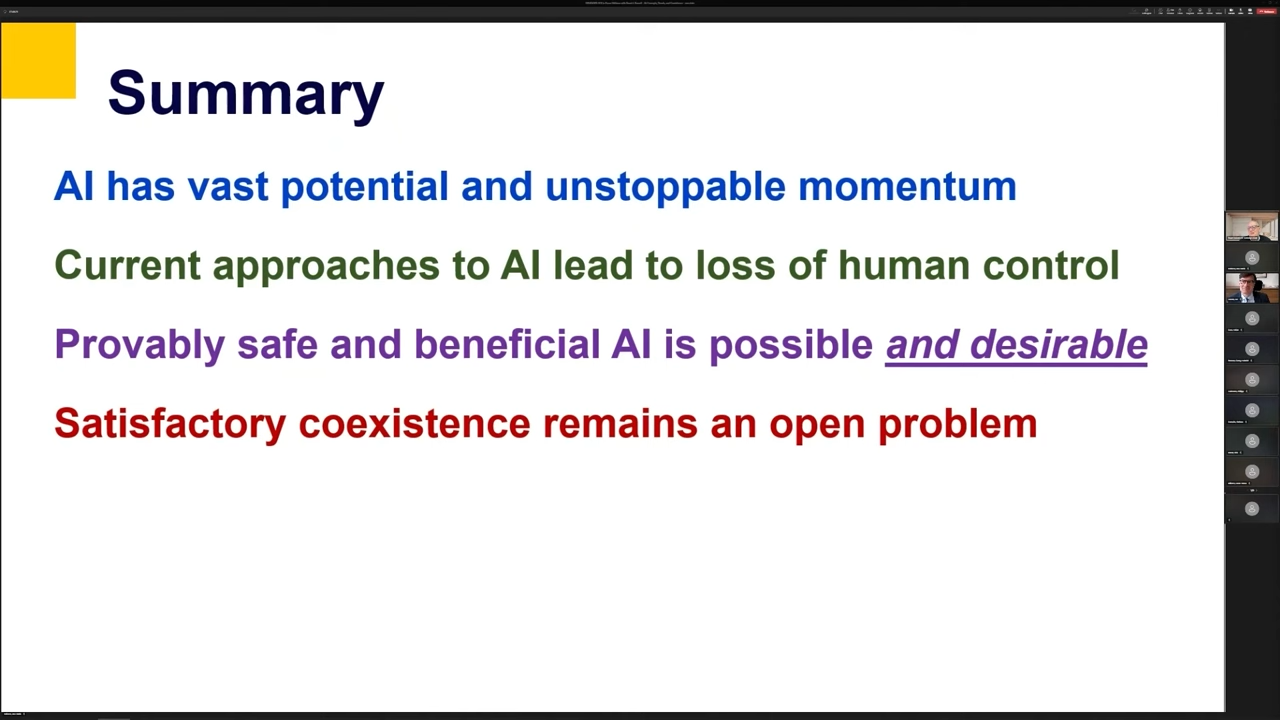 Summary
AI has vast potential and unstoppable momentum
Current approaches to AI lead to loss of human control
Provably safe and beneficial AI is possible and desirable
Satisfactory coexistence remains an open problem